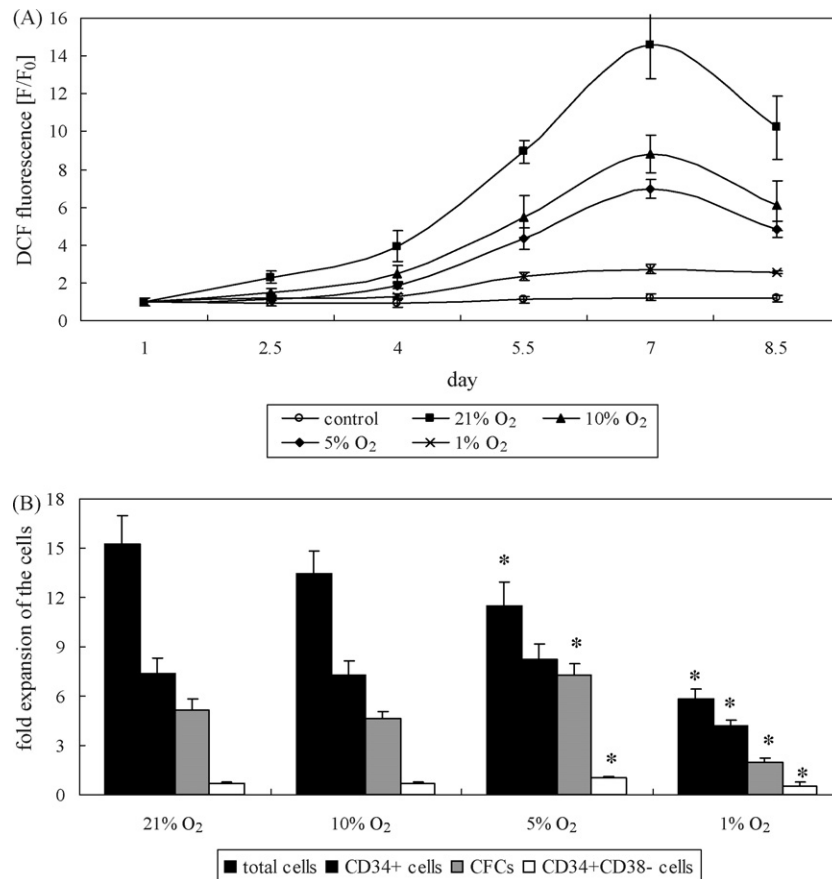 (A)
16
14
12
10
8
6
4
2
0
DCF fluorescence [F/F₀]
1 2.5 4 5.5 7 8.5
day
control 21% O₂ 10% O₂
5% O₂ 1% O₂
(B)
18
15
12
9
6
3
0
fold expansion of the cells
* * *
* * * *
21% O₂ 10% O₂ 5% O₂ 1% O₂
total cells CD34+ cells CFCs CD34+CD38- cells